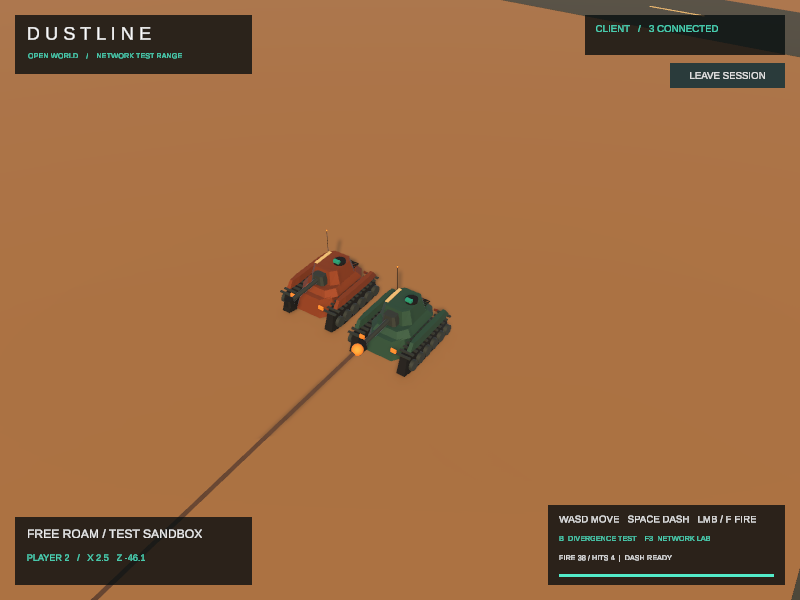 DUSTLINE
OPEN WORLD / NETWORK TEST RANGE
CLIENT / 3 CONNECTED
LEAVE SESSION
FREE ROAM / TEST SANDBOX
PLAYER 2 / X 2.5 Z -46.1
WASD MOVE SPACE DASH LMB / F FIRE
B DIVERGENCE TEST F3 NETWORK LAB
FIRE 38 / HITS 4 | DASH READY